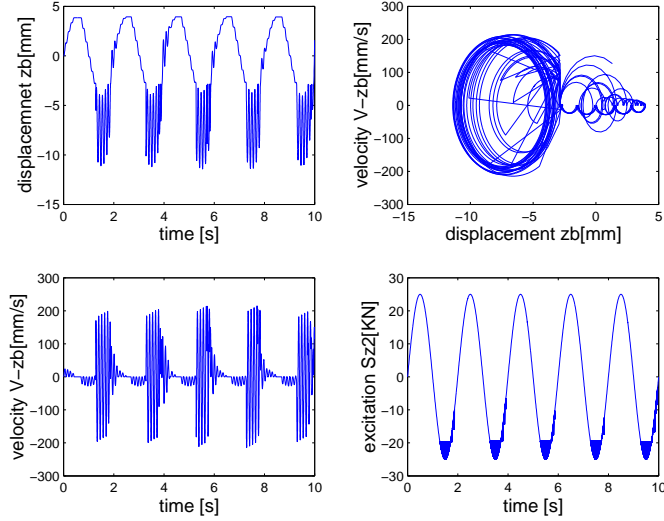 5
0
−5
−10
−15
0 2 4 6 8 10
displacemnet zb[mm]
time [s]
300
200
100
0
−100
−200
−300
−15 −10 −5 0 5
velocity V−zb[mm/s]
displacement zb[mm]
300
200
100
0
−100
−200
−300
0 2 4 6 8 10
velocity V−zb[mm/s]
time [s]
30
20
10
0
−10
−20
−30
0 2 4 6 8 10
excitation Sz2[KN]
time [s]